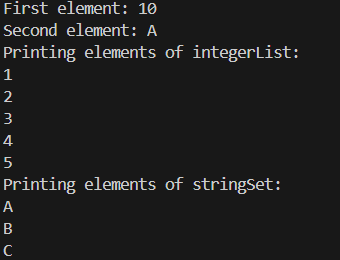 First element: 10
Second element: A
Printing elements of integerList:
1
2
3
4
5
Printing elements of stringSet:
A
B
C